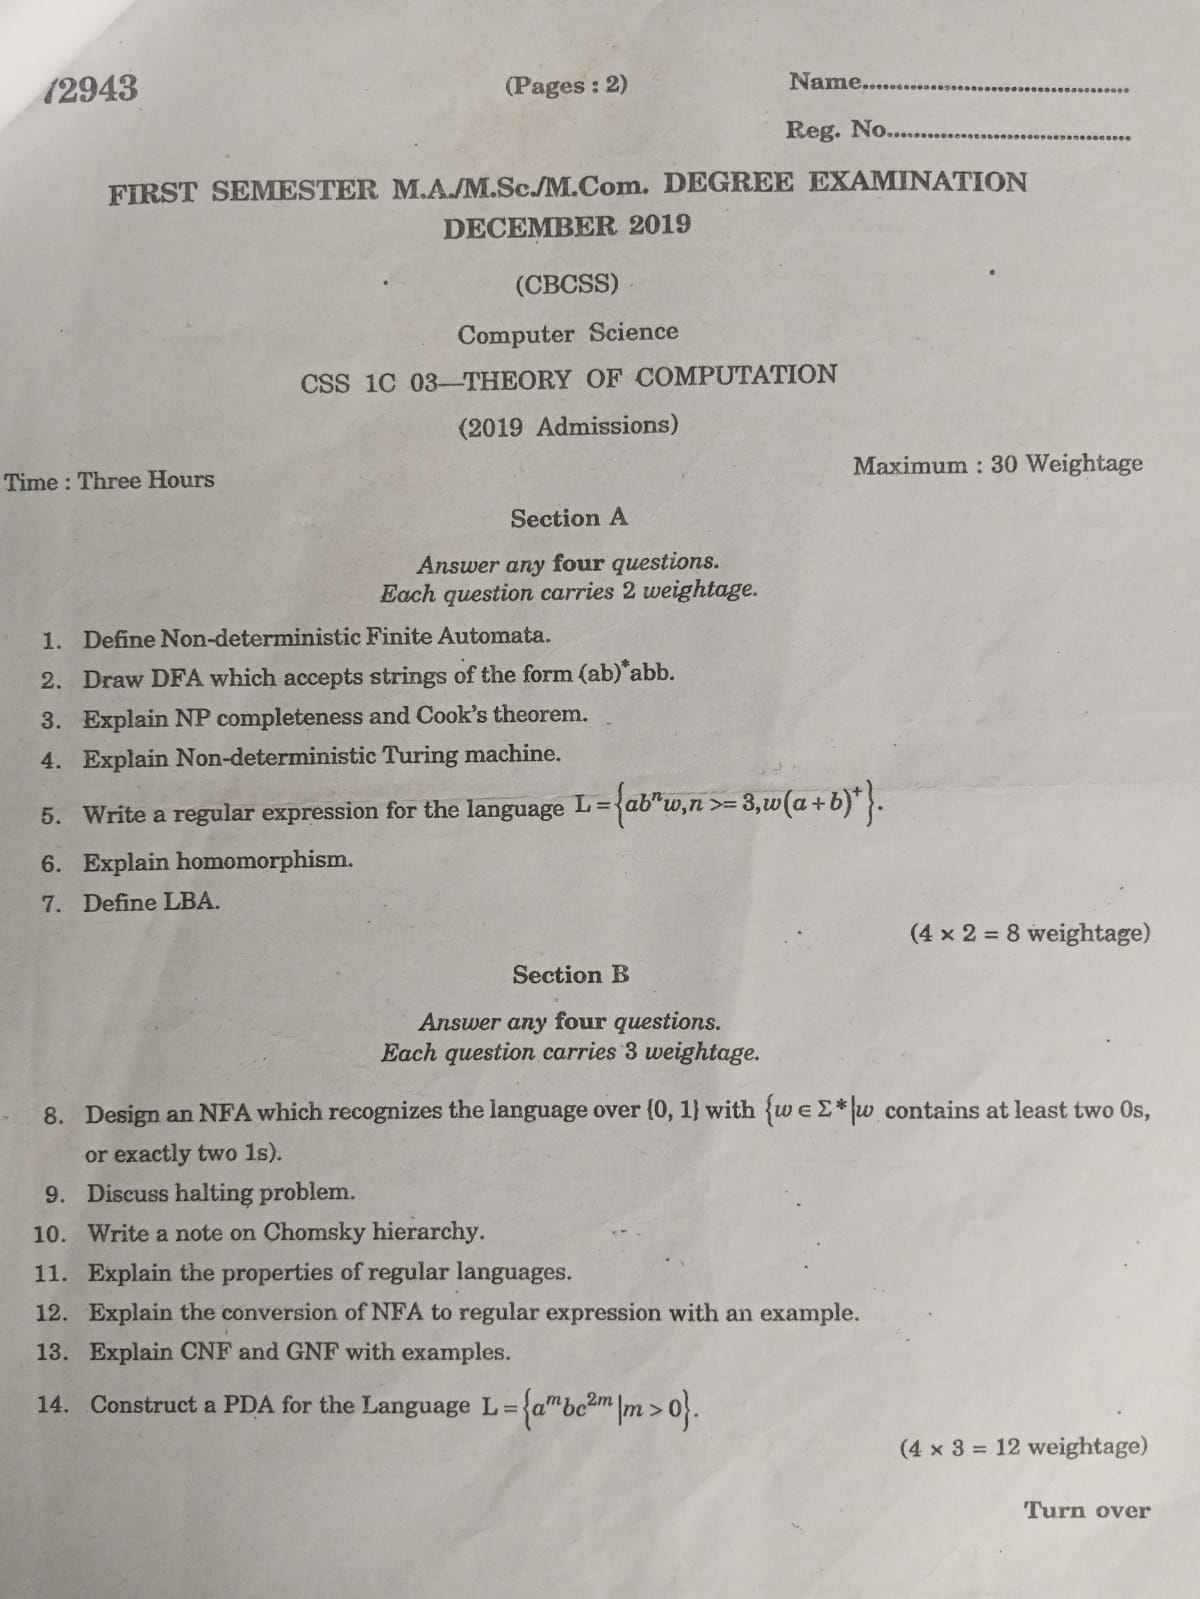 72943
(Pages : 2)
Name............................................
Reg. No........................................
FIRST SEMESTER M.A./M.Sc./M.Com. DEGREE EXAMINATION
DECEMBER 2019
(CBCSS)
Computer Science
CSS 1C 03—THEORY OF COMPUTATION
(2019 Admissions)
Time : Three Hours
Maximum : 30 Weightage
Section A
Answer any four questions.
Each question carries 2 weightage.
1. Define Non-deterministic Finite Automata.
2. Draw DFA which accepts strings of the form (ab)*abb.
3. Explain NP completeness and Cook's theorem.
4. Explain Non-deterministic Turing machine.
5. Write a regular expression for the language L = {abⁿw, n >= 3, w(a + b)⁺}.
6. Explain homomorphism.
7. Define LBA.
(4 × 2 = 8 weightage)
Section B
Answer any four questions.
Each question carries 3 weightage.
8. Design an NFA which recognizes the language over {0, 1} with {w ∈ Σ*|w contains at least two 0s,
or exactly two 1s).
9. Discuss halting problem.
10. Write a note on Chomsky hierarchy.
11. Explain the properties of regular languages.
12. Explain the conversion of NFA to regular expression with an example.
13. Explain CNF and GNF with examples.
14. Construct a PDA for the Language L = {aᵐbc²ᵐ|m > 0}.
(4 × 3 = 12 weightage)
Turn over